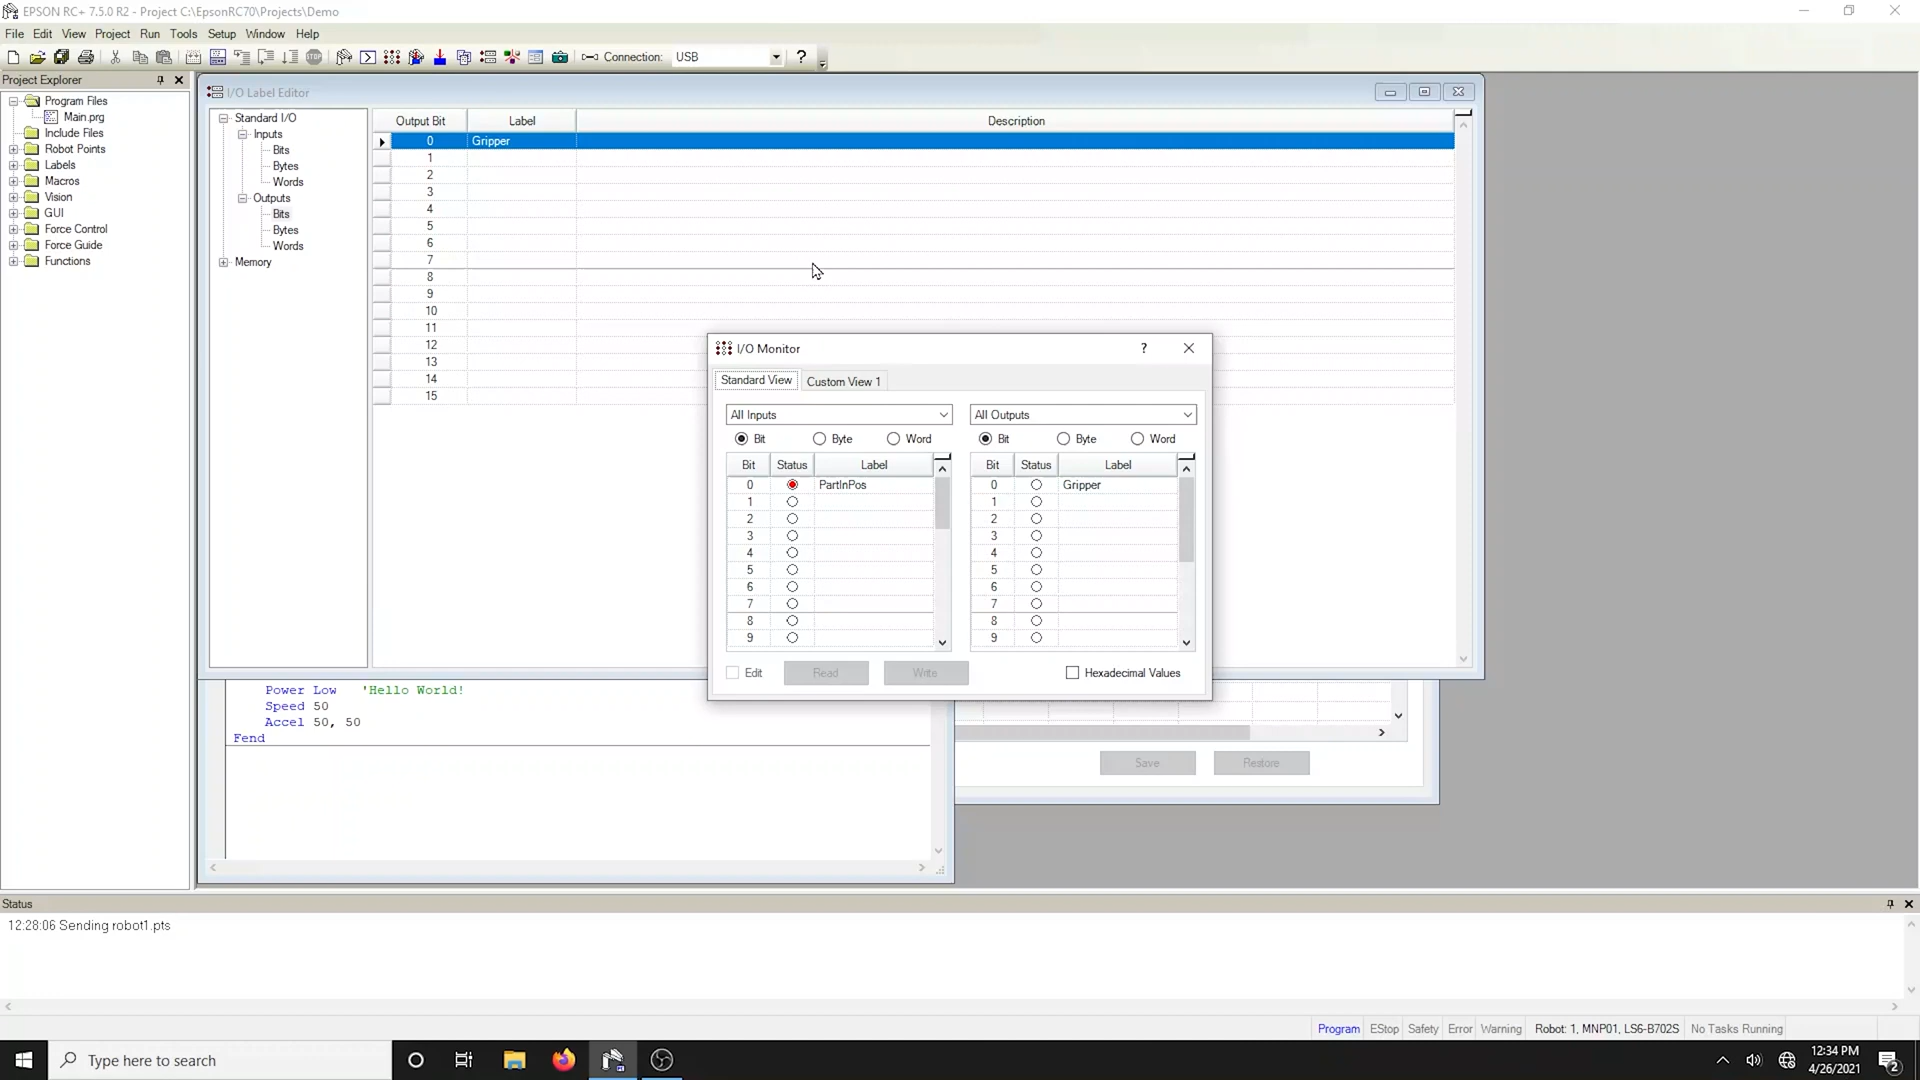 EPSON RC+ 7.5.0 R2 - Project C:\EpsonRC70\Projects\Demo
File Edit View Project Run Tools Setup Window Help
Connection: USB
Project Explorer
Program Files
Main.prg
Include Files
Robot Points
Labels
Macros
Vision
GUI
Force Control
Force Guide
Functions
I/O Label Editor
Standard I/O
Inputs
Bits
Bytes
Words
Outputs
Bits
Bytes
Words
Memory
Output Bit Label Description
0 Gripper
1
2
3
4
5
6
7
8
9
10
11
12
13
14
15
I/O Monitor
Standard View Custom View 1
All Inputs All Outputs
Bit Byte Word Bit Byte Word
Bit Status Label Bit Status Label
0 PartInPos 0 Gripper
1 1
2 2
3 3
4 4
5 5
6 6
7 7
8 8
9 9
Edit Read Write Hexadecimal Values
Power Low 'Hello World!
Speed 50
Accel 50, 50
Fend
Save Restore
Status
12:28:06 Sending robot1.pts
Program EStop Safety Error Warning Robot: 1, MNP01, LS6-B702S No Tasks Running
Type here to search
12:34 PM
4/26/2021
2